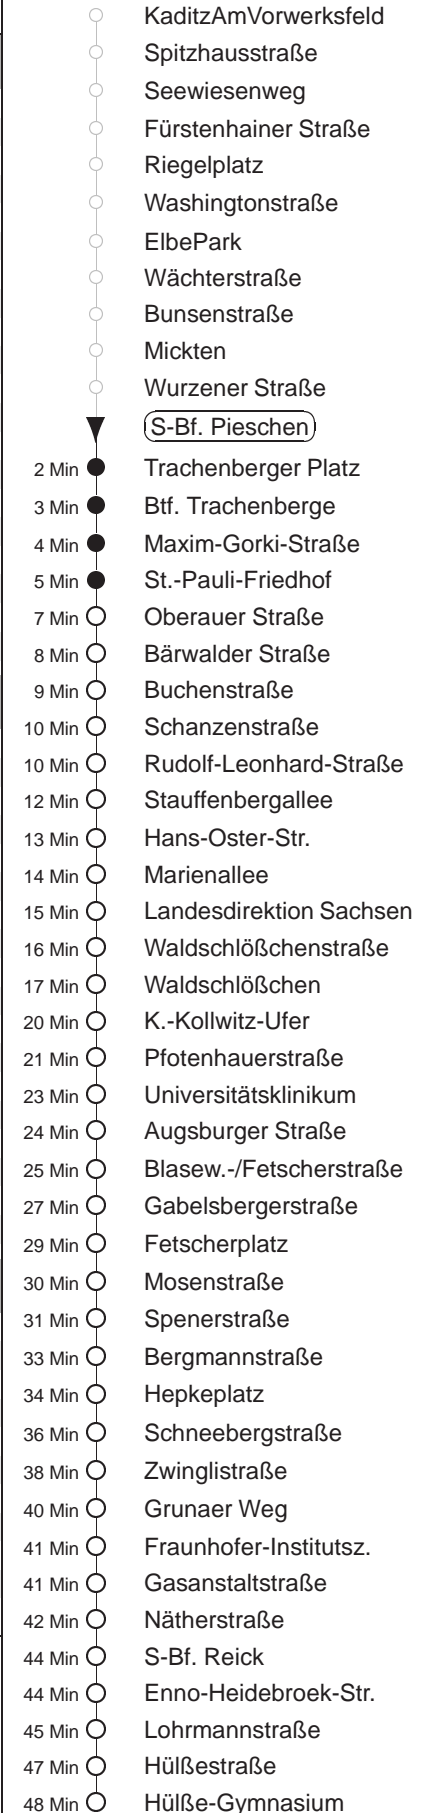 KaditzAmVorwerksfeld
Spitzhausstraße
Seewiesenweg
Fürstenhainer Straße
Riegelplatz
Washingtonstraße
ElbePark
Wächterstraße
Bunsenstraße
Mickten
Wurzener Straße
S-Bf. Pieschen
2 Min Trachenberger Platz
3 Min Btf. Trachenberge
4 Min Maxim-Gorki-Straße
5 Min St.-Pauli-Friedhof
7 Min Oberauer Straße
8 Min Bärwalder Straße
9 Min Buchenstraße
10 Min Schanzenstraße
10 Min Rudolf-Leonhard-Straße
12 Min Stauffenbergallee
13 Min Hans-Oster-Str.
14 Min Marienallee
15 Min Landesdirektion Sachsen
16 Min Waldschlößchenstraße
17 Min Waldschlößchen
20 Min K.-Kollwitz-Ufer
21 Min Pfotenhauerstraße
23 Min Universitätsklinikum
24 Min Augsburger Straße
25 Min Blasew.-/Fetscherstraße
27 Min Gabelsbergerstraße
29 Min Fetscherplatz
30 Min Mosenstraße
31 Min Spenerstraße
33 Min Bergmannstraße
34 Min Hepkeplatz
36 Min Schneebergstraße
38 Min Zwinglistraße
40 Min Grunaer Weg
41 Min Fraunhofer-Institutsz.
41 Min Gasanstaltstraße
42 Min Nätherstraße
44 Min S-Bf. Reick
44 Min Enno-Heidebroek-Str.
45 Min Lohrmannstraße
47 Min Hülßestraße
48 Min Hülße-Gymnasium